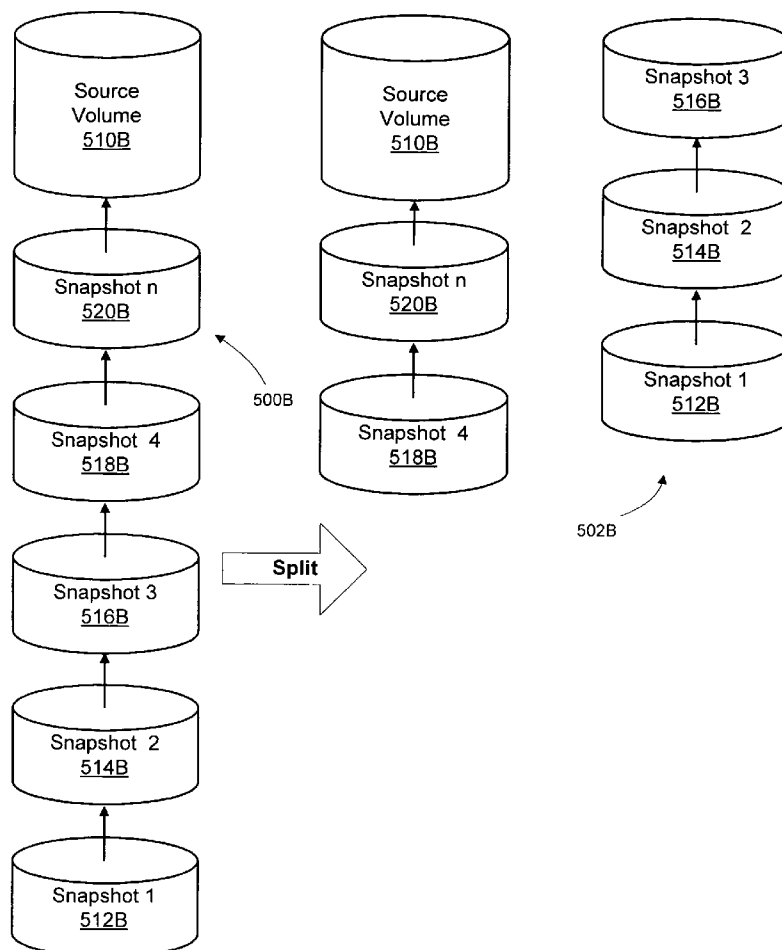 Source
Volume
510B
Snapshot n
520B
Snapshot 4
518B
Snapshot 3
516B
Snapshot 2
514B
Snapshot 1
512B
500B
Split
Source
Volume
510B
Snapshot n
520B
Snapshot 4
518B
Snapshot 3
516B
Snapshot 2
514B
Snapshot 1
512B
502B